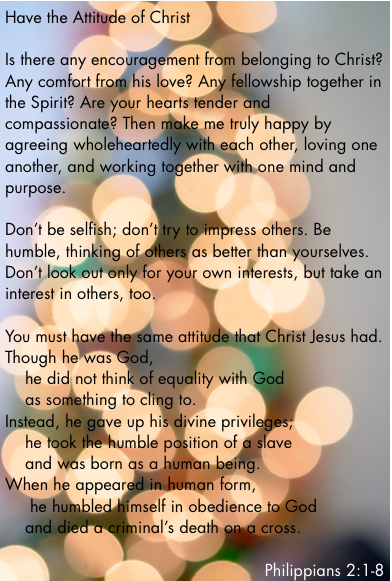 Have the Attitude of Christ
Is there any encouragement from belonging to Christ?
Any comfort from his love? Any fellowship together in
the Spirit? Are your hearts tender and
compassionate? Then make me truly happy by
agreeing wholeheartedly with each other, loving one
another, and working together with one mind and
purpose.
Don’t be selfish; don’t try to impress others. Be
humble, thinking of others as better than yourselves.
Don’t look out only for your own interests, but take an
interest in others, too.
You must have the same attitude that Christ Jesus had.
Though he was God,
he did not think of equality with God
as something to cling to.
Instead, he gave up his divine privileges;
he took the humble position of a slave
and was born as a human being.
When he appeared in human form,
he humbled himself in obedience to God
and died a criminal’s death on a cross.
Philippians 2:1-8